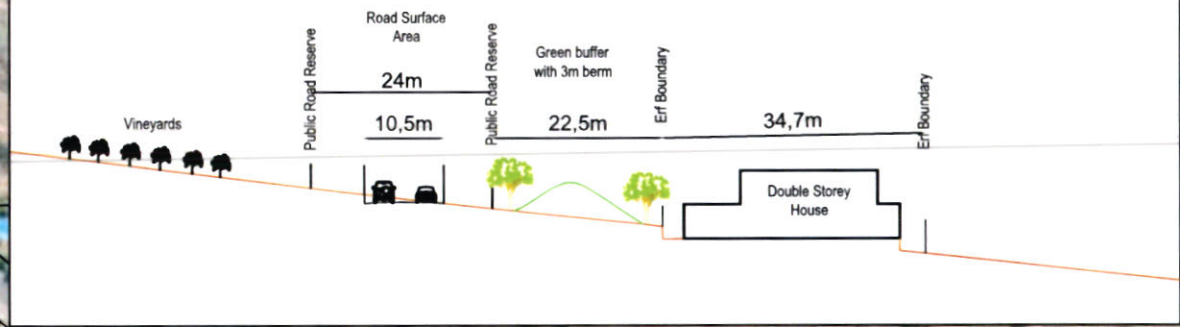 Vineyards
Public Road Reserve
Road Surface
Area
24m
10,5m
Public Road Reserve
Green buffer
with 3m berm
22,5m
Erf Boundary
34,7m
Double Storey
House
Erf Boundary